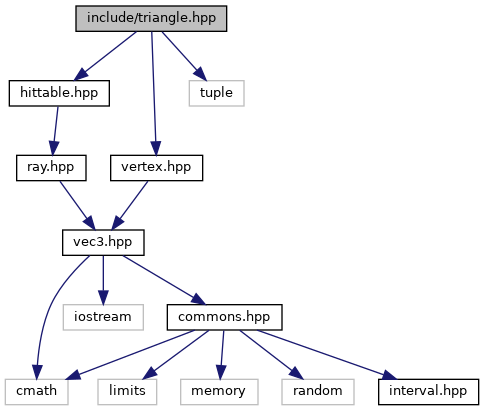 include/triangle.hpp
hittable.hpp
tuple
ray.hpp
vertex.hpp
vec3.hpp
iostream
commons.hpp
cmath
limits
memory
random
interval.hpp